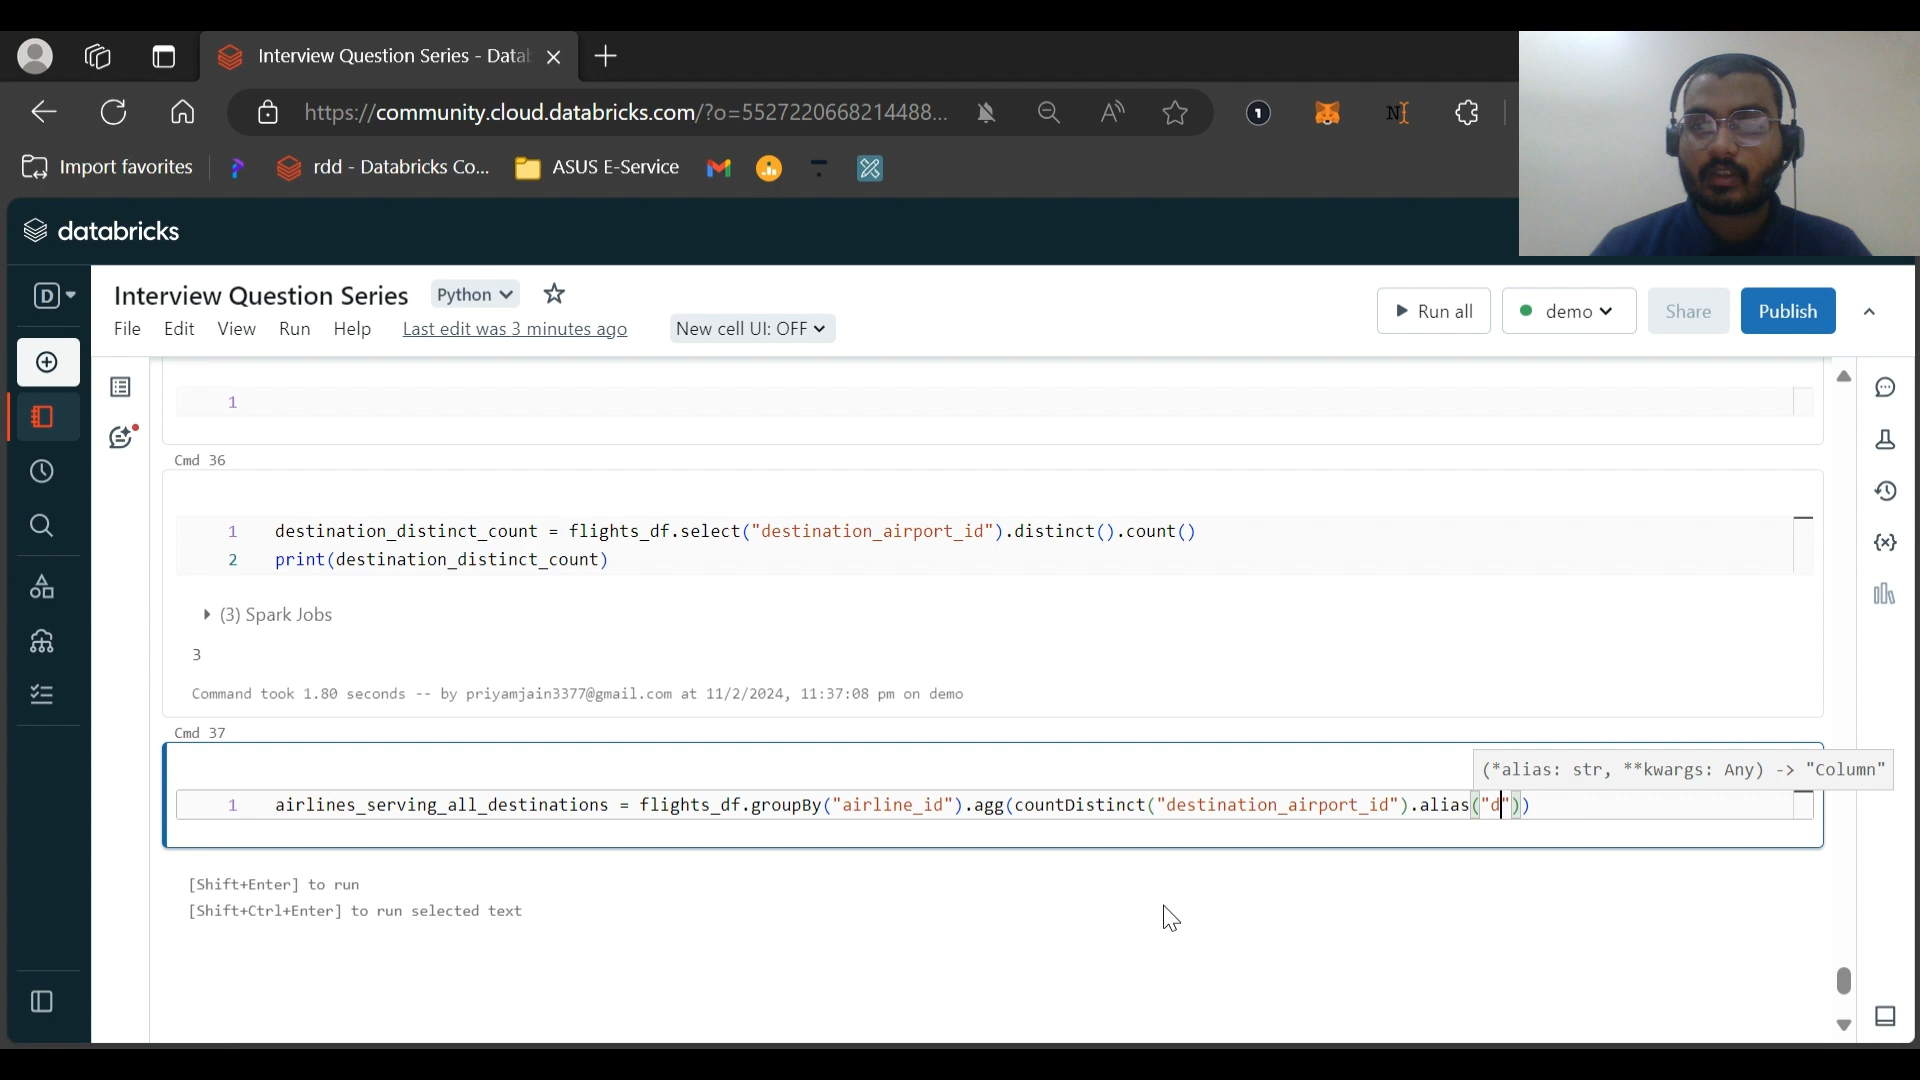 Interview Question Series - Datab
https://community.cloud.databricks.com/?o=5527220668214488...
Import favorites
rdd - Databricks Co...
ASUS E-Service
databricks
D
Interview Question Series
Python
Run all
demo
Share
Publish
File
Edit
View
Run
Help
Last edit was 3 minutes ago
New cell UI: OFF
1
Cmd 36
1 destination_distinct_count = flights_df.select("destination_airport_id").distinct().count()
2 print(destination_distinct_count)
(3) Spark Jobs
3
Command took 1.80 seconds -- by priyamjain3377@gmail.com at 11/2/2024, 11:37:08 pm on demo
Cmd 37
(*alias: str, **kwargs: Any) -> "Column"
1 airlines_serving_all_destinations = flights_df.groupBy("airline_id").agg(countDistinct("destination_airport_id").alias("d"))
[Shift+Enter] to run
[Shift+Ctrl+Enter] to run selected text